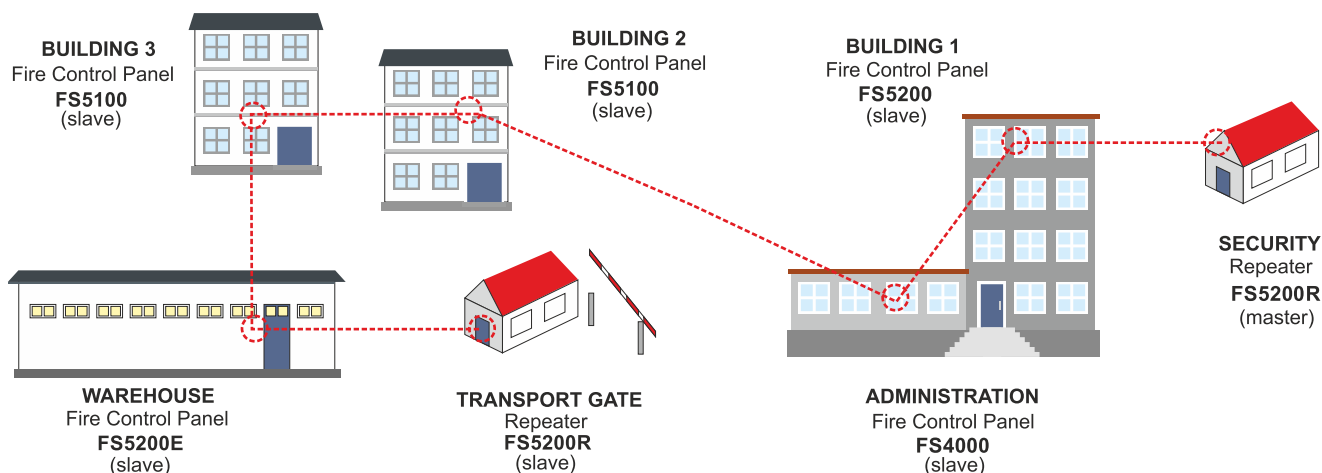 BUILDING 3
Fire Control Panel
FS5100
(slave)
BUILDING 2
Fire Control Panel
FS5100
(slave)
BUILDING 1
Fire Control Panel
FS5200
(slave)
SECURITY
Repeater
FS5200R
(master)
WAREHOUSE
Fire Control Panel
FS5200E
(slave)
TRANSPORT GATE
Repeater
FS5200R
(slave)
ADMINISTRATION
Fire Control Panel
FS4000
(slave)